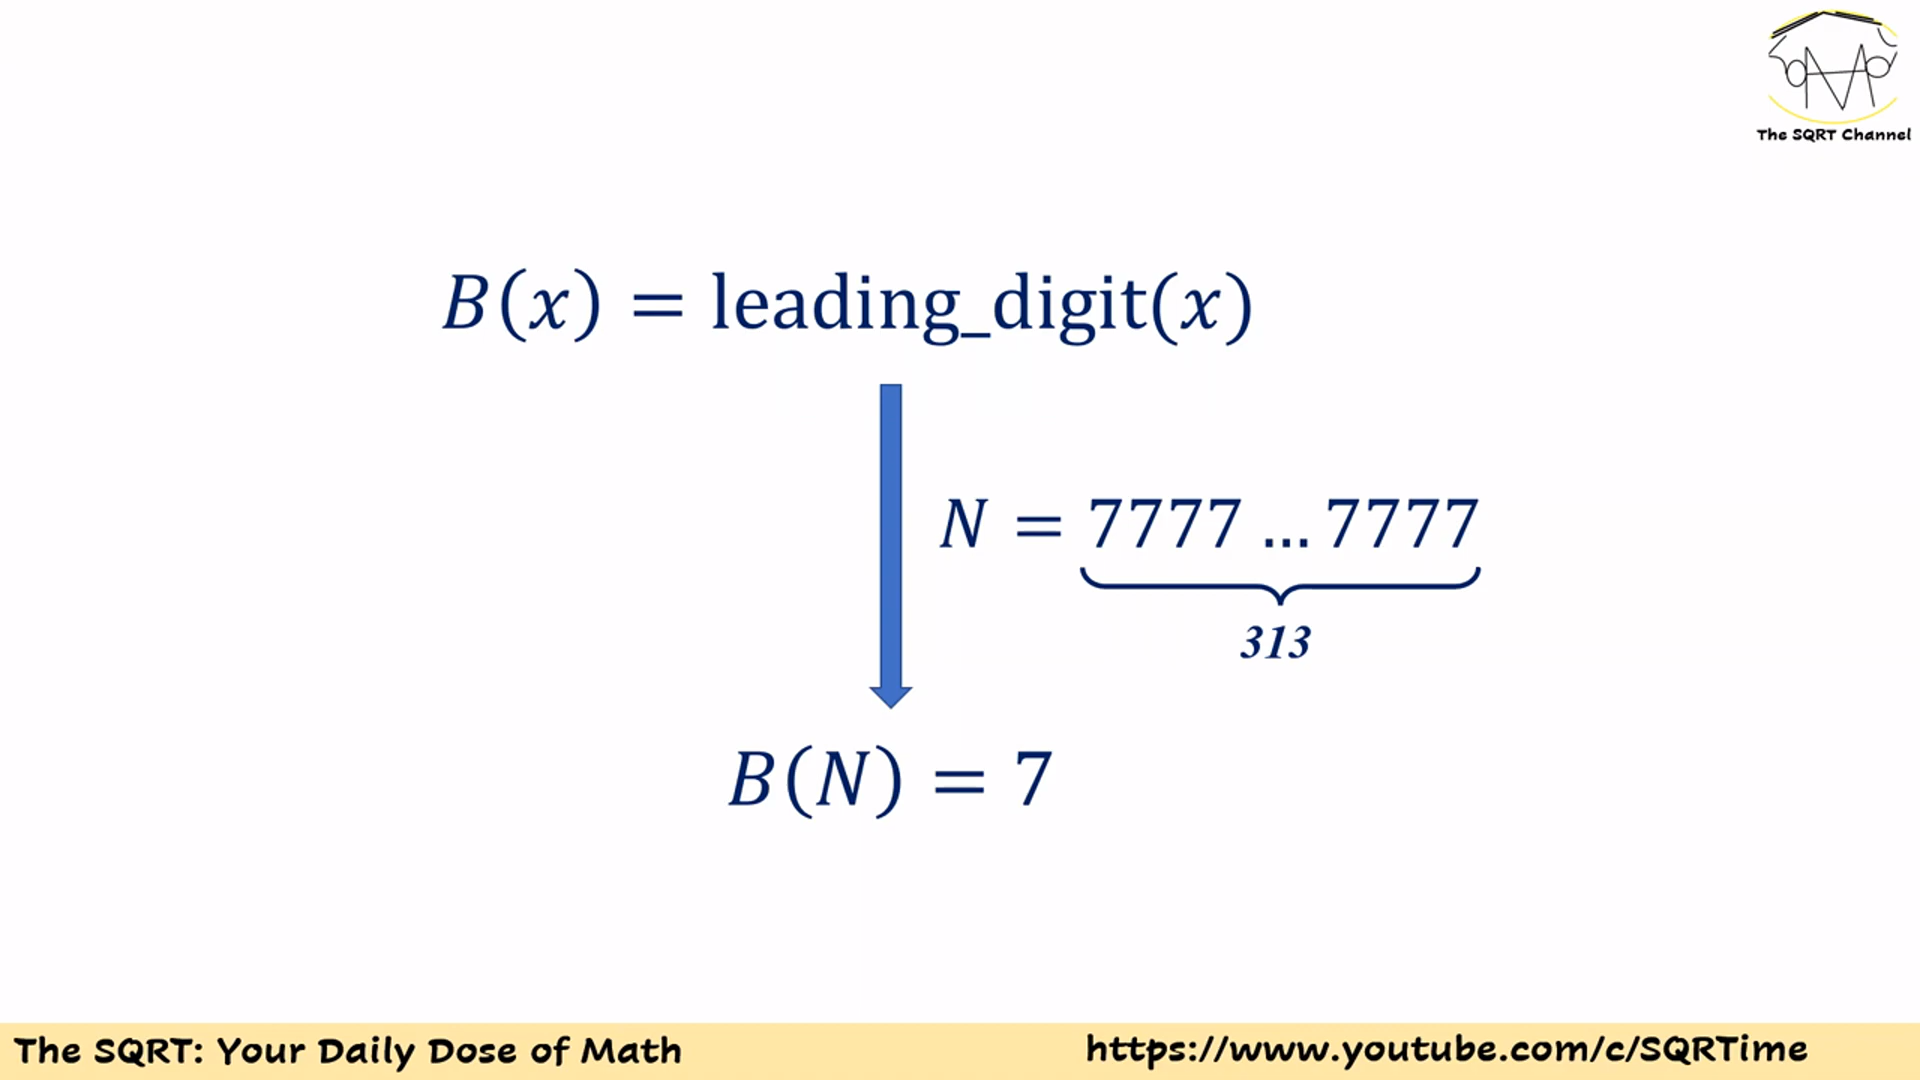 The SQRT Channel
B(x) = leading_digit(x)
N = 7777 ... 7777
313
B(N) = 7
The SQRT: Your Daily Dose of Math
https://www.youtube.com/c/SQRTime